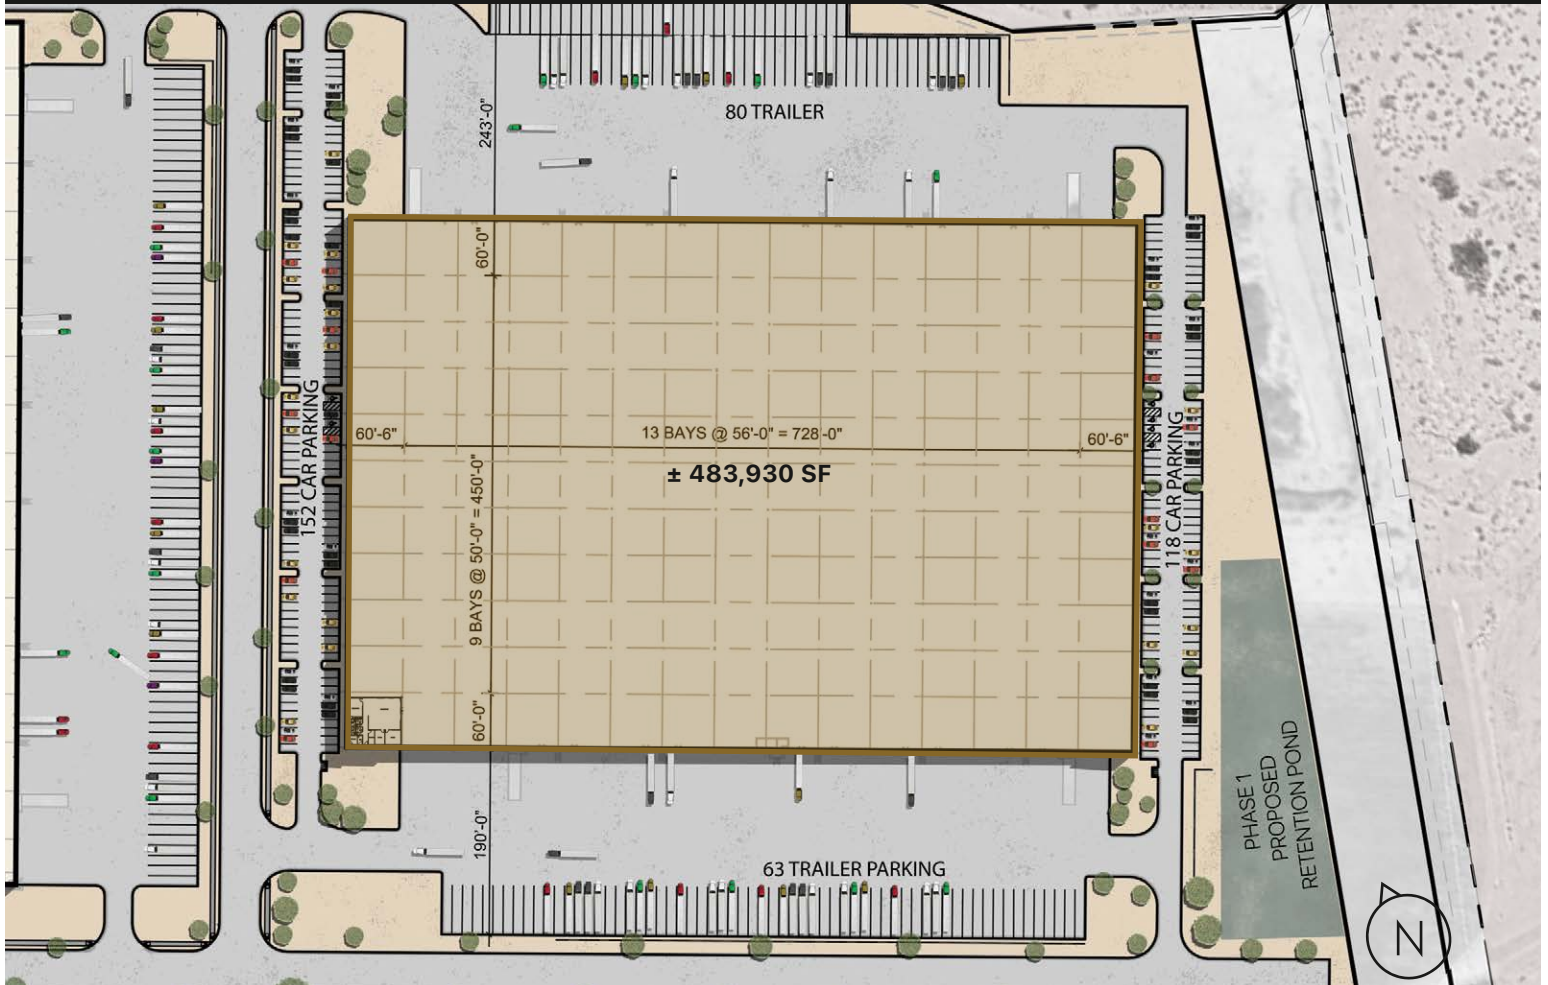 80 TRAILER
243'-0"
60'-0"
60'-6"
13 BAYS @ 56'-0" = 728'-0"
60'-6"
± 483,930 SF
152 CAR PARKING
118 CAR PARKING
9 BAYS @ 50'-0" = 450'-0"
60'-0"
190'-0"
63 TRAILER PARKING
PHASE 1
PROPOSED
RETENTION POND
N